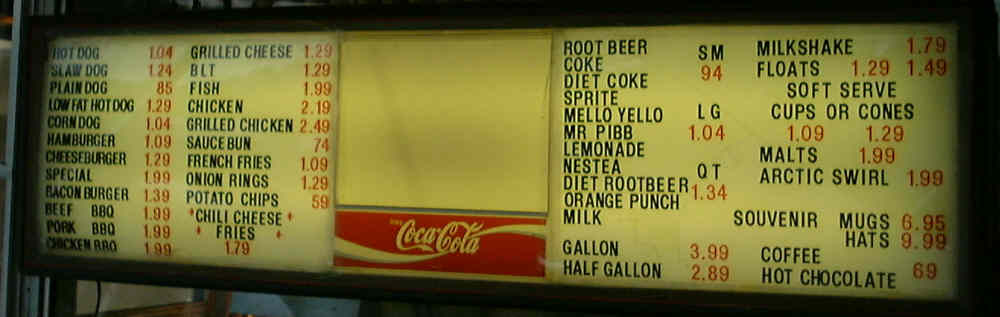 HOT DOG 1.04
SLAW DOG 1.24
PLAIN DOG 85
LOW FAT HOT DOG 1.29
CORN DOG 1.04
HAMBURGER 1.09
CHEESEBURGER 1.29
SPECIAL 1.99
BACON BURGER 1.39
BEEF BBQ 1.99
PORK BBQ 1.99
CHICKEN BBQ 1.99
GRILLED CHEESE 1.29
BLT 1.29
FISH 1.99
CHICKEN 2.19
GRILLED CHICKEN 2.49
SAUCE BUN 74
FRENCH FRIES 1.09
ONION RINGS 1.29
POTATO CHIPS 59
*CHILI CHEESE*
* FRIES *
1.79
Coca-Cola
ROOT BEER
COKE
DIET COKE
SPRITE
MELLO YELLO
MR PIBB
LEMONADE
NESTEA
DIET ROOTBEER
ORANGE PUNCH
MILK
SM
94
LG
1.04
QT
1.34
GALLON 3.99
HALF GALLON 2.89
MILKSHAKE 1.79
FLOATS 1.29 1.49
SOFT SERVE
CUPS OR CONES
1.09 1.29
MALTS 1.99
ARCTIC SWIRL 1.99
SOUVENIR MUGS 6.95
HATS 9.99
COFFEE
HOT CHOCOLATE 69